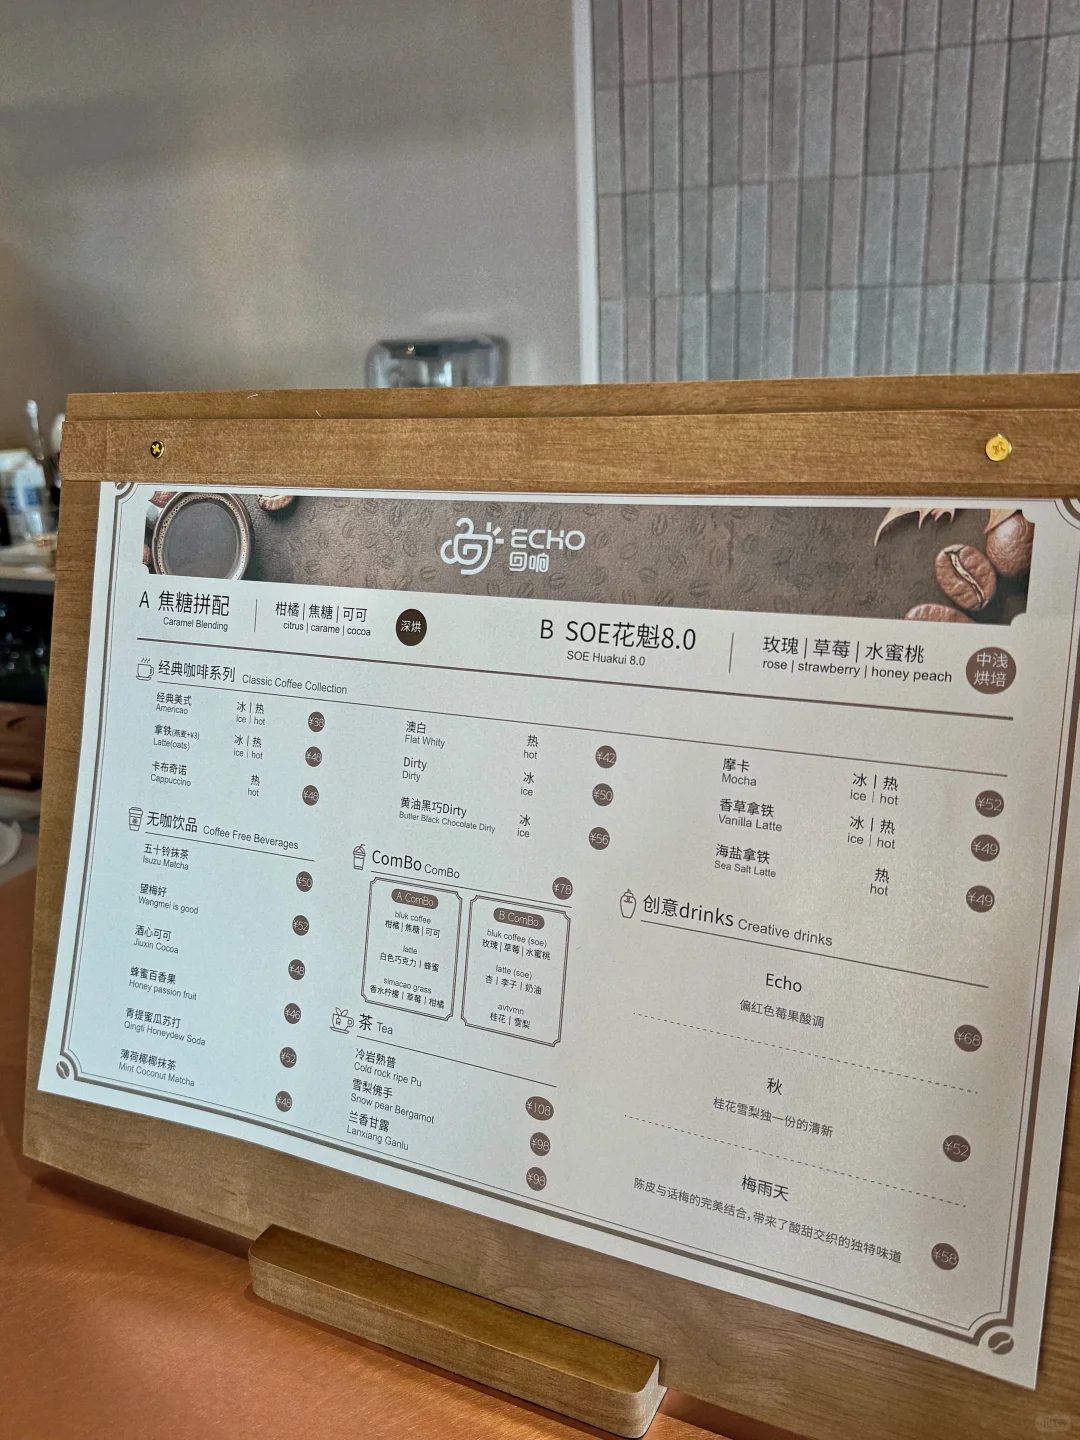 ECHO
回响
A 焦糖拼配
Caramel Blending
柑橘 | 焦糖 | 可可
citrus | carame | cocoa
深烘
B SOE花魁8.0
SOE Huakui 8.0
玫瑰 | 草莓 | 水蜜桃
rose | strawberry | honey peach
中浅
烘培
经典咖啡系列 Classic Coffee Collection
经典美式 冰 | 热
Americao ice | hot ¥38
拿铁(燕麦+¥3) 冰 | 热
Latte(oats) ice | hot ¥48
卡布奇诺 热
Cappuccino hot ¥48
澳白 热
Flat Whity hot ¥42
Dirty 冰
Dirty ice ¥50
黄油黑巧Dirty 冰
Butter Black Chocolate Dirty ice ¥56
摩卡 冰 | 热
Mocha ice | hot ¥52
香草拿铁 冰 | 热
Vanilla Latte ice | hot ¥49
海盐拿铁 热
Sea Salt Latte hot ¥49
无咖饮品 Coffee Free Beverages
五十铃抹茶
Isuzu Matcha ¥50
望梅好
Wangmei is good ¥52
酒心可可
Jiuxin Cocoa ¥48
蜂蜜百香果
Honey passion fruit ¥46
青提蜜瓜苏打
Qingti Honeydew Soda ¥52
薄荷椰椰抹茶
Mint Coconut Matcha ¥48
ComBo ComBo ¥78
A ComBo
bluk coffee
柑橘 | 焦糖 | 可可
latte
白色巧克力 | 蜂蜜
simacao grass
香水柠檬 | 草莓 | 柑橘
B ComBo
bluk coffee (soe)
玫瑰 | 草莓 | 水蜜桃
latte (soe)
杏 | 李子 | 奶油
avtvmn
桂花 | 雪梨
茶 Tea
冷岩熟普
Cold rock ripe Pu ¥108
雪梨佛手
Snow pear Bergamot ¥98
兰香甘露
Lanxiang Ganlu ¥98
创意drinks Creative drinks
Echo
偏红色莓果酸调
¥68
秋
桂花雪梨独一份的清新
¥52
梅雨天
陈皮与话梅的完美结合，带来了酸甜交织的独特味道
¥58